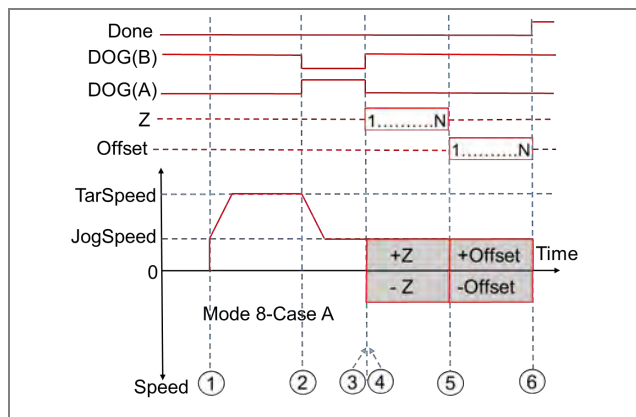 Done
DOG(B)
DOG(A)
Z 1..........N
Offset 1..........N
TarSpeed
JogSpeed
+Z +Offset Time
0
- Z -Offset
Mode 8-Case A
Speed 1 2 3 4 5 6